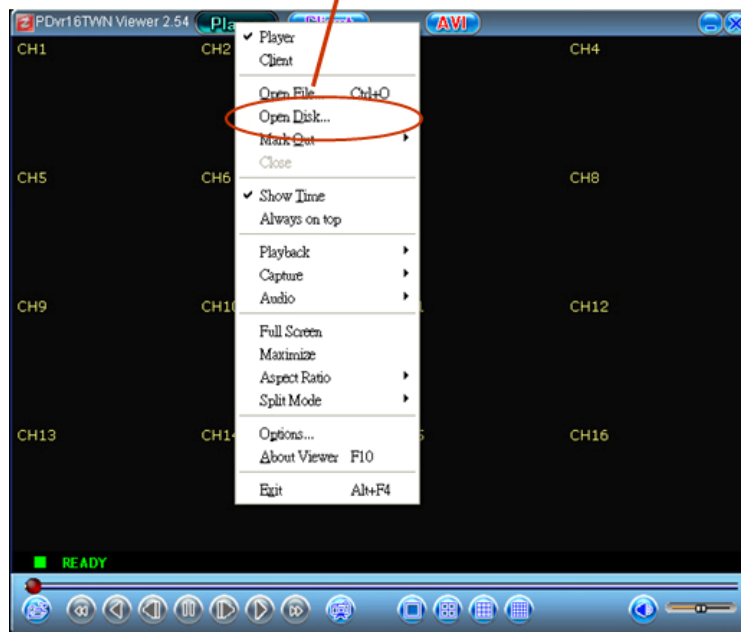 PDvr16TWN Viewer 2.54
AVI
CH1
CH2
CH4
CH5
CH6
CH8
CH9
CH12
CH13
CH16
Player
Client
Open File... Ctrl+O
Open Disk...
Mark Out
Close
Show Time
Always on top
Playback
Capture
Audio
Full Screen
Maximize
Aspect Ratio
Split Mode
Options...
About Viewer F10
Exit Alt+F4
READY